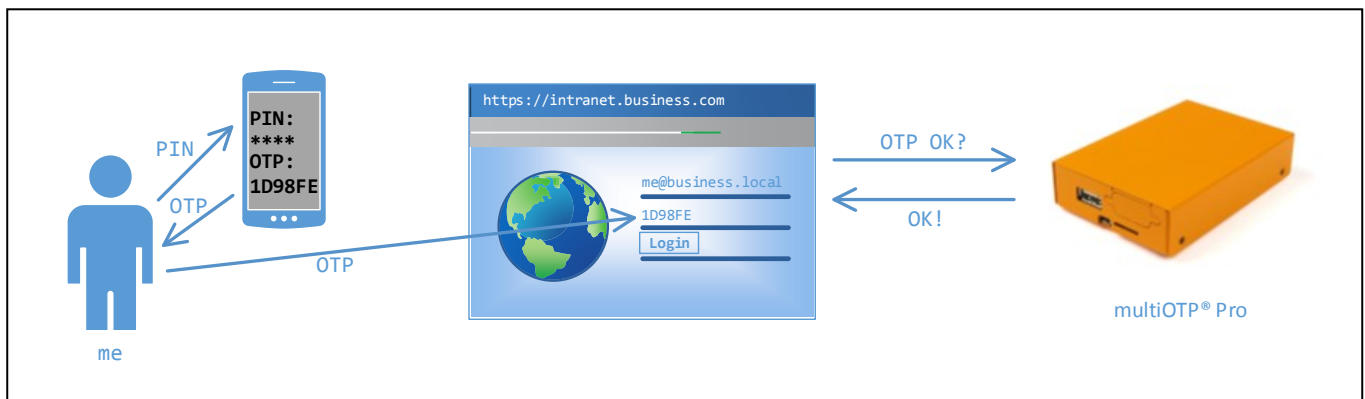 PIN:
****
OTP:
1D98FE
PIN
OTP
me
OTP
https://intranet.business.com
me@business.local
1D98FE
Login
OTP OK?
OK!
multiOTP® Pro